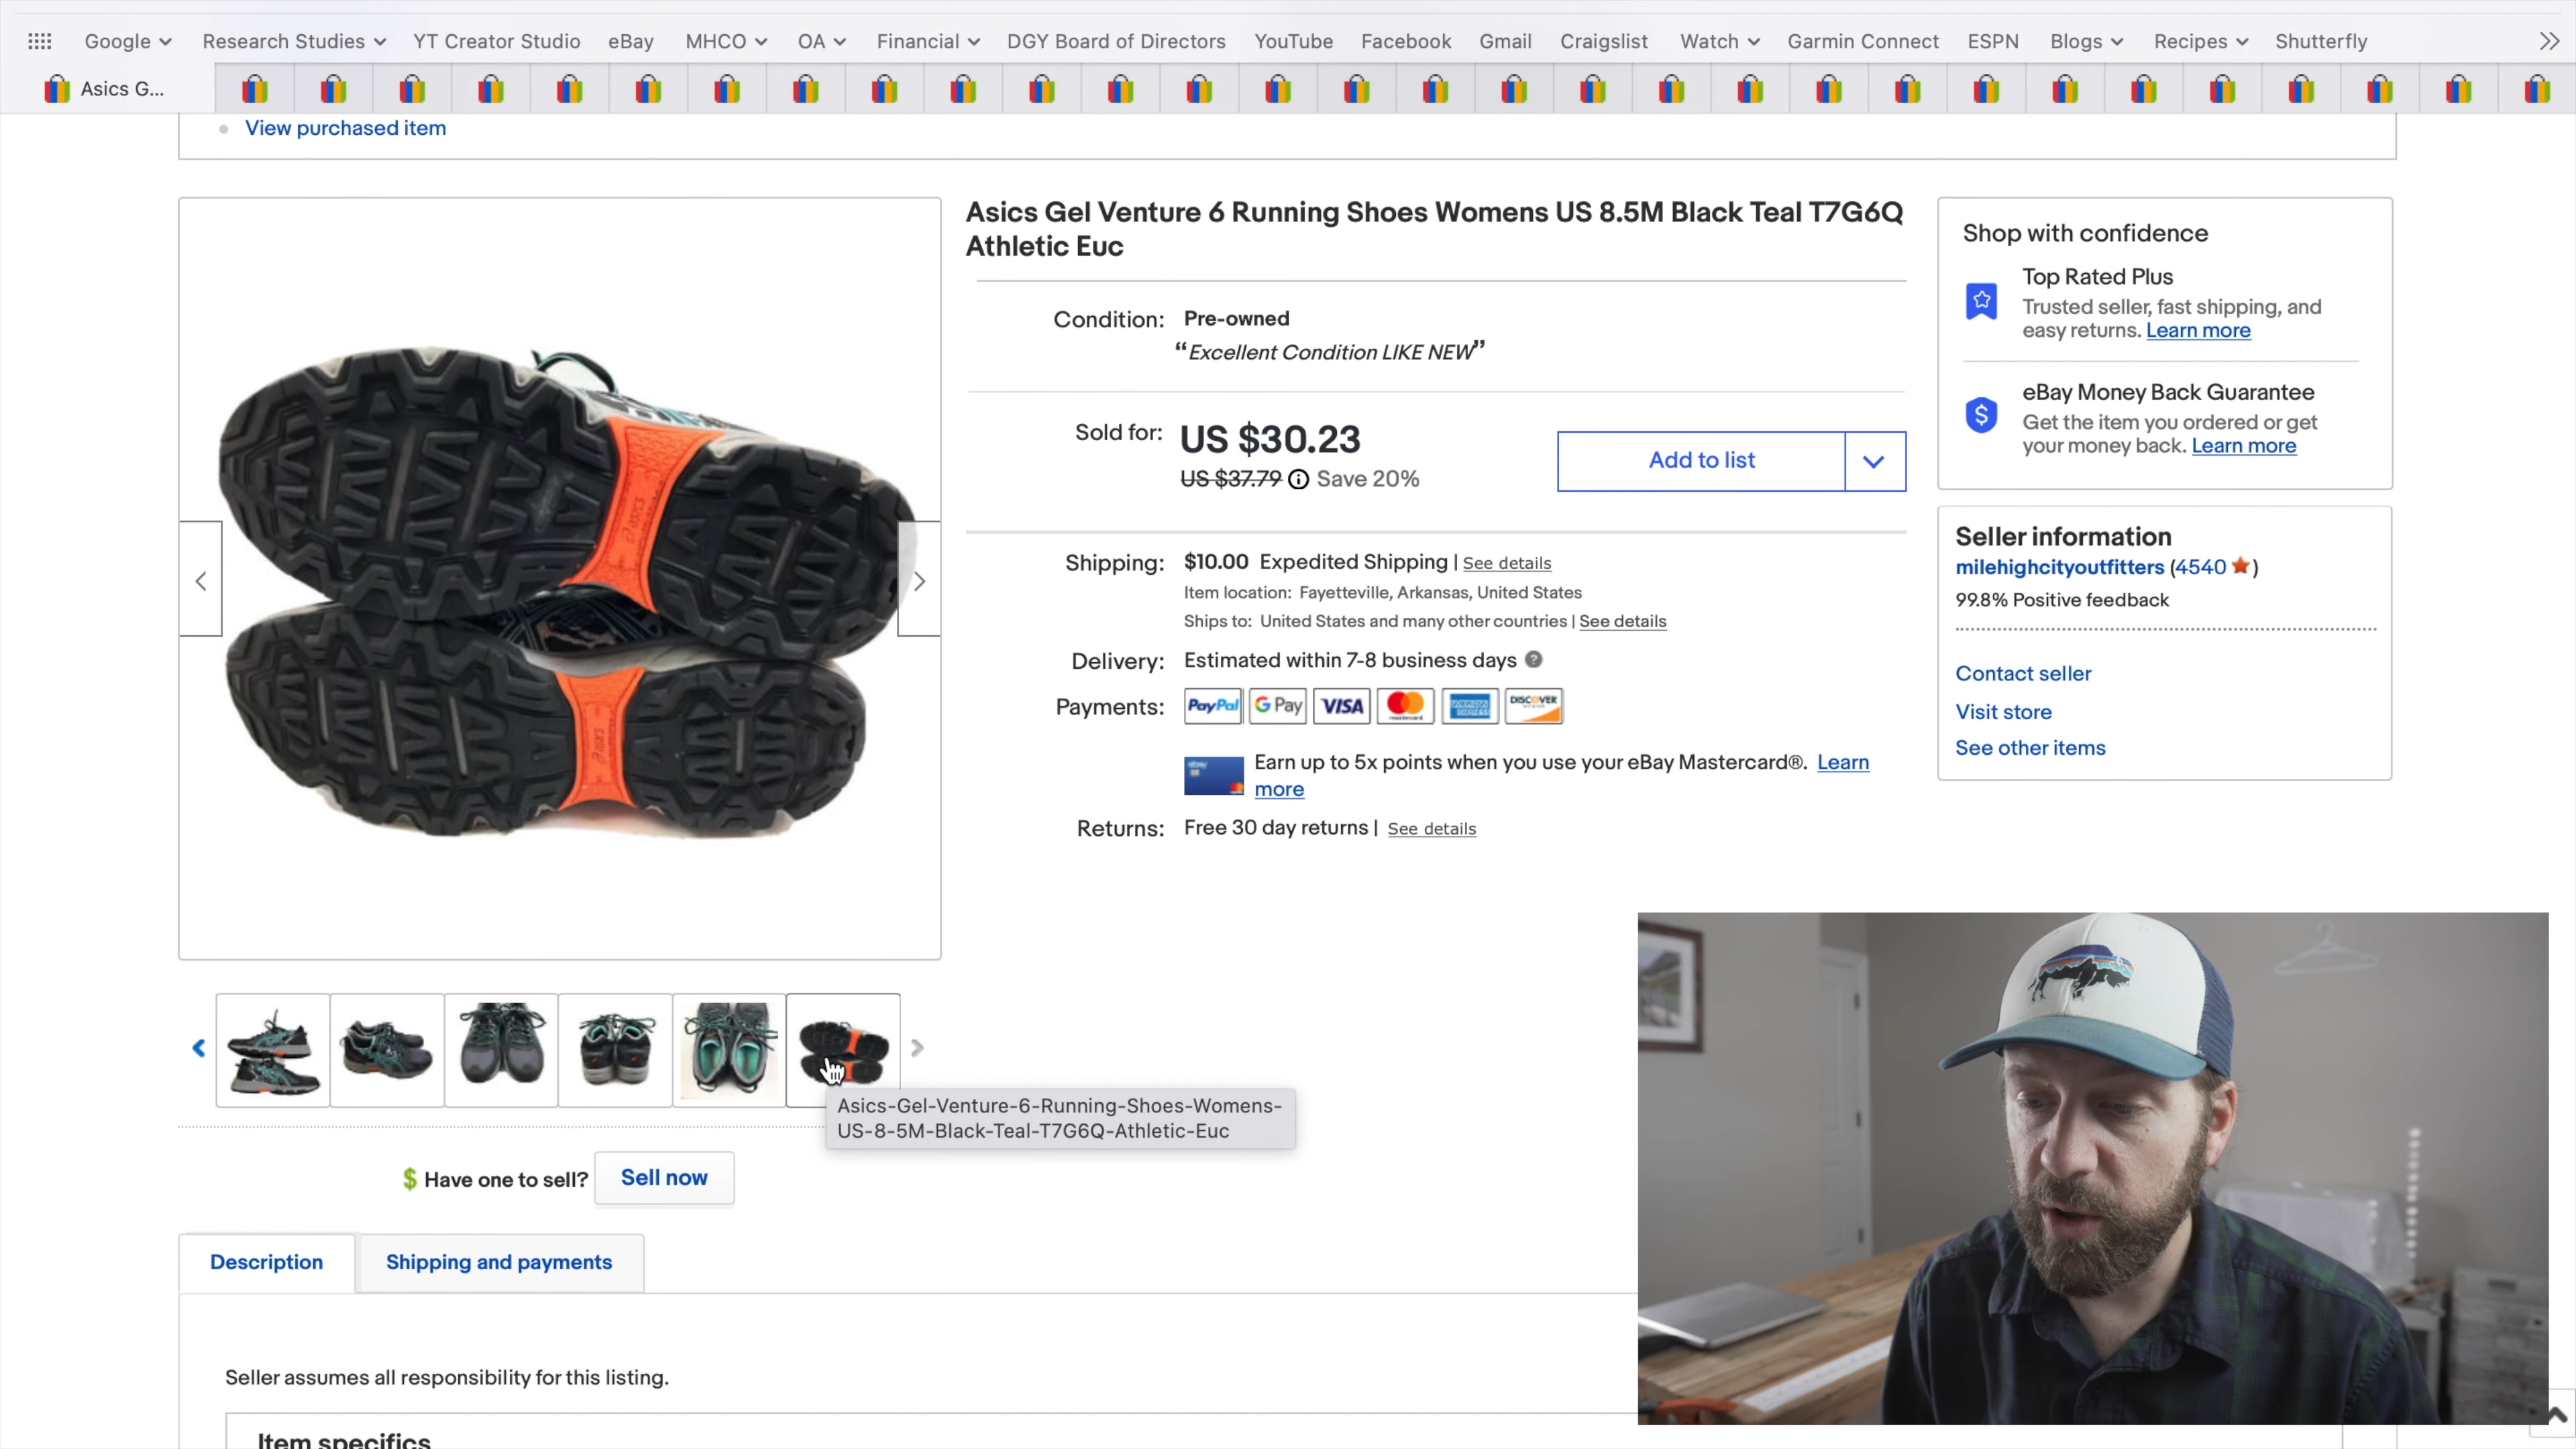 Google Research Studies YT Creator Studio eBay MHCO OA Financial DGY Board of Directors YouTube Facebook Gmail Craigslist Watch Garmin Connect ESPN Blogs Recipes Shutterfly
Asics G...
View purchased item
Asics Gel Venture 6 Running Shoes Womens US 8.5M Black Teal T7G6Q
Athletic Euc
Condition: Pre-owned
“Excellent Condition LIKE NEW”
Sold for: US $30.23
US $37.79 Save 20%
Add to list
Shipping: $10.00 Expedited Shipping | See details
Item location: Fayetteville, Arkansas, United States
Ships to: United States and many other countries | See details
Delivery: Estimated within 7-8 business days ?
Payments: PayPal G Pay VISA mastercard AMERICAN EXPRESS DISCOVER
Earn up to 5x points when you use your eBay Mastercard®. Learn
more
Returns: Free 30 day returns | See details
Shop with confidence
Top Rated Plus
Trusted seller, fast shipping, and
easy returns. Learn more
$
eBay Money Back Guarantee
Get the item you ordered or get
your money back. Learn more
Seller information
milehighcityoutfitters (4540)
99.8% Positive feedback
Contact seller
Visit store
See other items
asics
asics
Asics-Gel-Venture-6-Running-Shoes-Womens-
US-8-5M-Black-Teal-T7G6Q-Athletic-Euc
$ Have one to sell? Sell now
Description Shipping and payments
Seller assumes all responsibility for this listing.
Item specifics